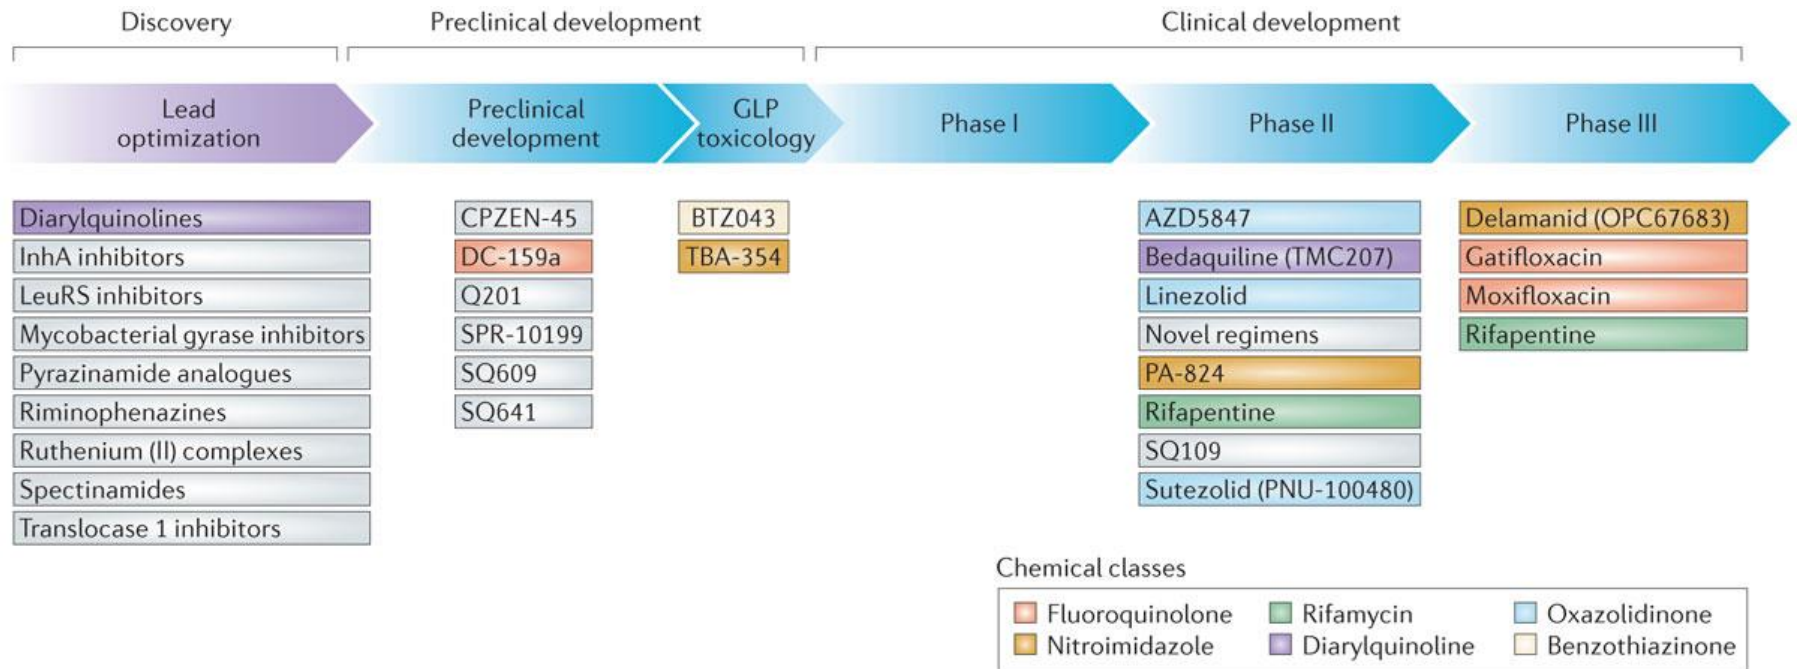 Discovery
Preclinical development
Clinical development
Lead
optimization
Preclinical
development
GLP
toxicology
Phase I
Phase II
Phase III
Diarylquinolines
InhA inhibitors
LeuRS inhibitors
Mycobacterial gyrase inhibitors
Pyrazinamide analogues
Riminophenazines
Ruthenium (II) complexes
Spectinamides
Translocase 1 inhibitors
CPZEN-45
DC-159a
Q201
SPR-10199
SQ609
SQ641
BTZ043
TBA-354
AZD5847
Bedaquiline (TMC207)
Linezolid
Novel regimens
PA-824
Rifapentine
SQ109
Sutezolid (PNU-100480)
Delamanid (OPC67683)
Gatifloxacin
Moxifloxacin
Rifapentine
Chemical classes
Fluoroquinolone
Rifamycin
Oxazolidinone
Nitroimidazole
Diarylquinoline
Benzothiazinone